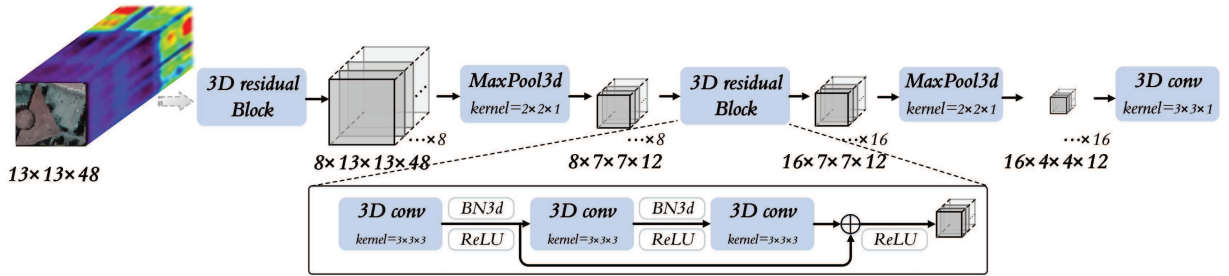 3D residual
Block
MaxPool3d
kernel=2×2×1
3D residual
Block
MaxPool3d
kernel=2×2×1
3D conv
kernel=3×3×1
...×8
...×8
...×16
...×16
13×13×48
8×13×13×48
8×7×7×12
16×7×7×12
16×4×4×12
3D conv
kernel=3×3×3
BN3d
ReLU
3D conv
kernel=3×3×3
BN3d
ReLU
3D conv
kernel=3×3×3
ReLU